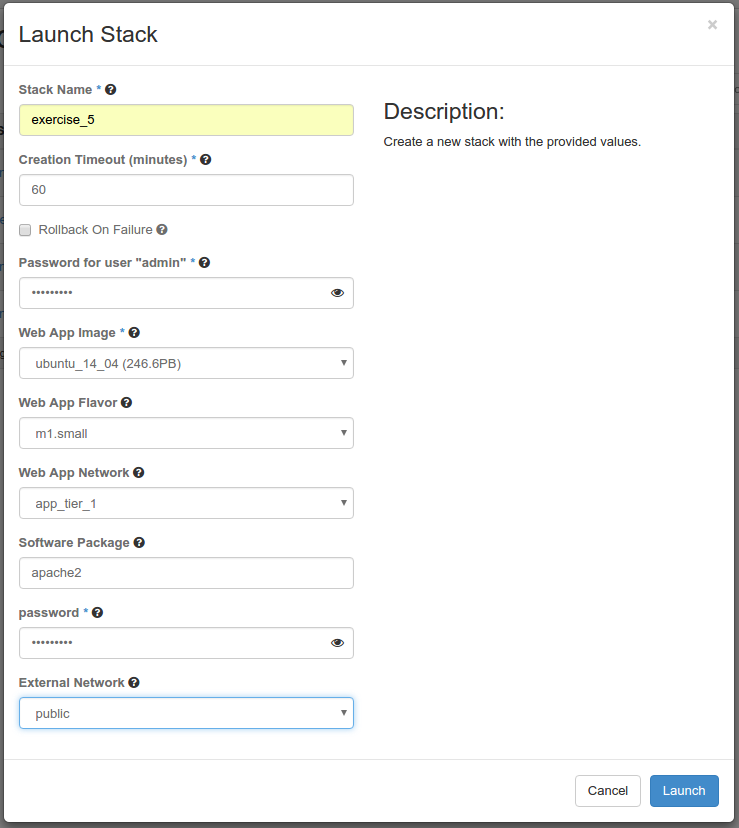 Launch Stack
×
Stack Name *
exercise_5
Description:
Create a new stack with the provided values.
Creation Timeout (minutes) *
60
Rollback On Failure
Password for user "admin" *
•••••••••
Web App Image *
ubuntu_14_04 (246.6PB)
Web App Flavor
m1.small
Web App Network
app_tier_1
Software Package
apache2
password *
•••••••••
External Network
public
Cancel Launch